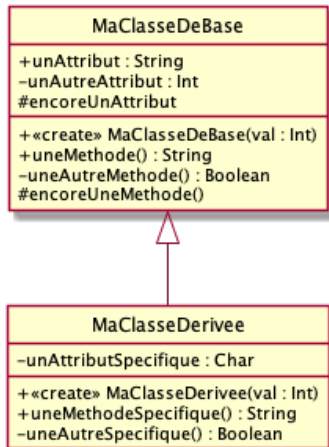 MaClasseDeBase
+unAttribut : String
-unAutreAttribut : Int
#encoreUnAttribut
+«create» MaClasseDeBase(val : Int)
+uneMethode() : String
-uneAutreMethode() : Boolean
#encoreUneMethode()
MaClasseDerivee
-unAttributSpecifique : Char
+«create» MaClasseDerivee(val : Int)
+uneMethodeSpecifique() : String
-uneAutreSpecifique() : Boolean